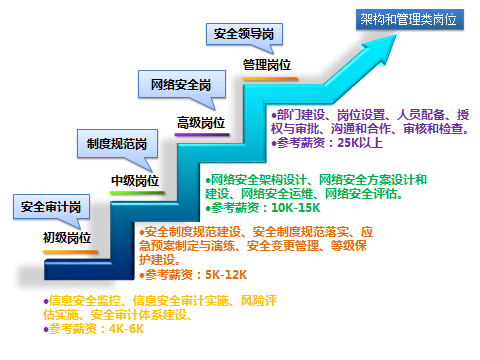 架构和管理类岗位
安全领导岗
管理岗位
●部门建设、岗位设置、人员配备、授
权与审批、沟通和合作、审核和检查。
●参考薪资：25K以上
网络安全岗
高级岗位
●网络安全架构设计、网络安全方案设计和
建设、网络安全运维、网络安全评估。
●参考薪资：10K-15K
制度规范岗
中级岗位
●安全制度规范建设、安全制度规范落实、应
急预案制定与演练、安全变更管理、等级保
护建设。
●参考薪资：5K-12K
安全审计岗
初级岗位
●信息安全监控、信息安全审计实施、风险评
估实施、安全审计体系建设、
●参考薪资：4K-6K